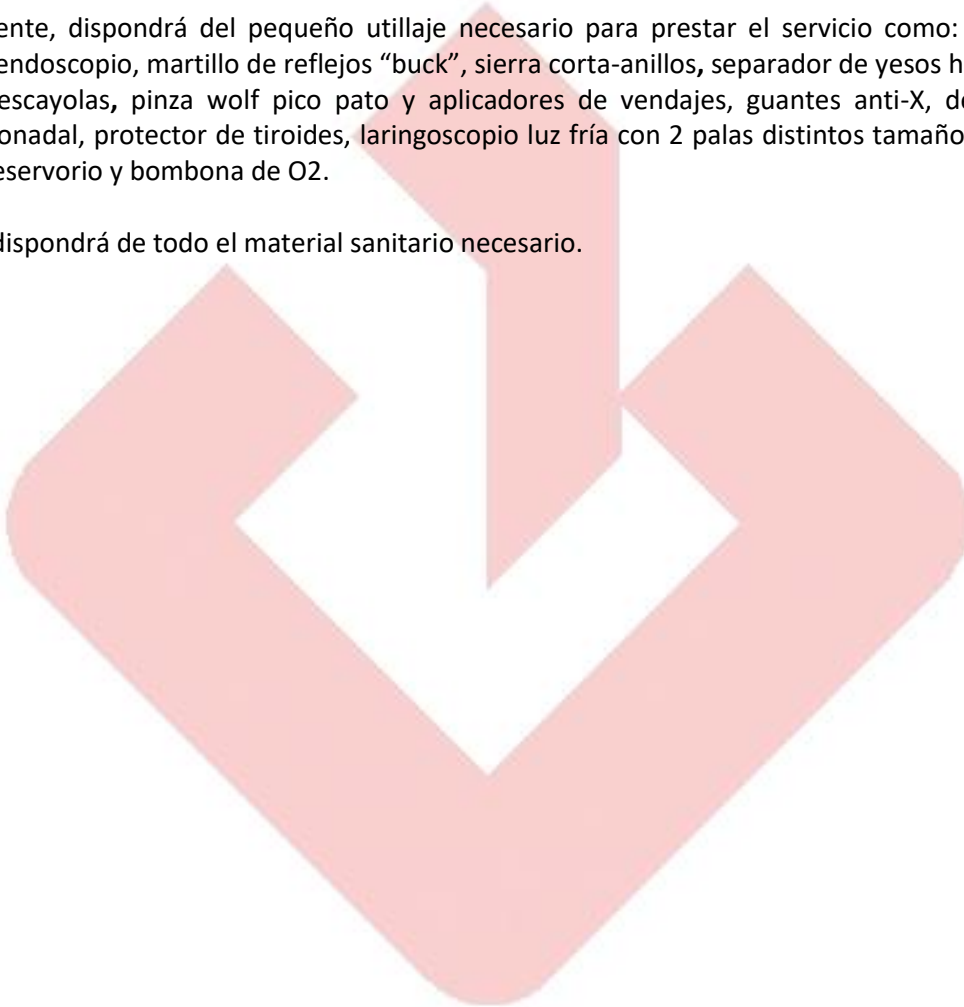 ente, dispondrá del pequeño utillaje necesario para prestar el servicio como:
endoscopio, martillo de reflejos “buck”, sierra corta-anillos, separador de yesos h
escayolas, pinza wolf pico pato y aplicadores de vendajes, guantes anti-X, de
onadal, protector de tiroides, laringoscopio luz fría con 2 palas distintos tamaño
eservorio y bombona de O2.
dispondrá de todo el material sanitario necesario.